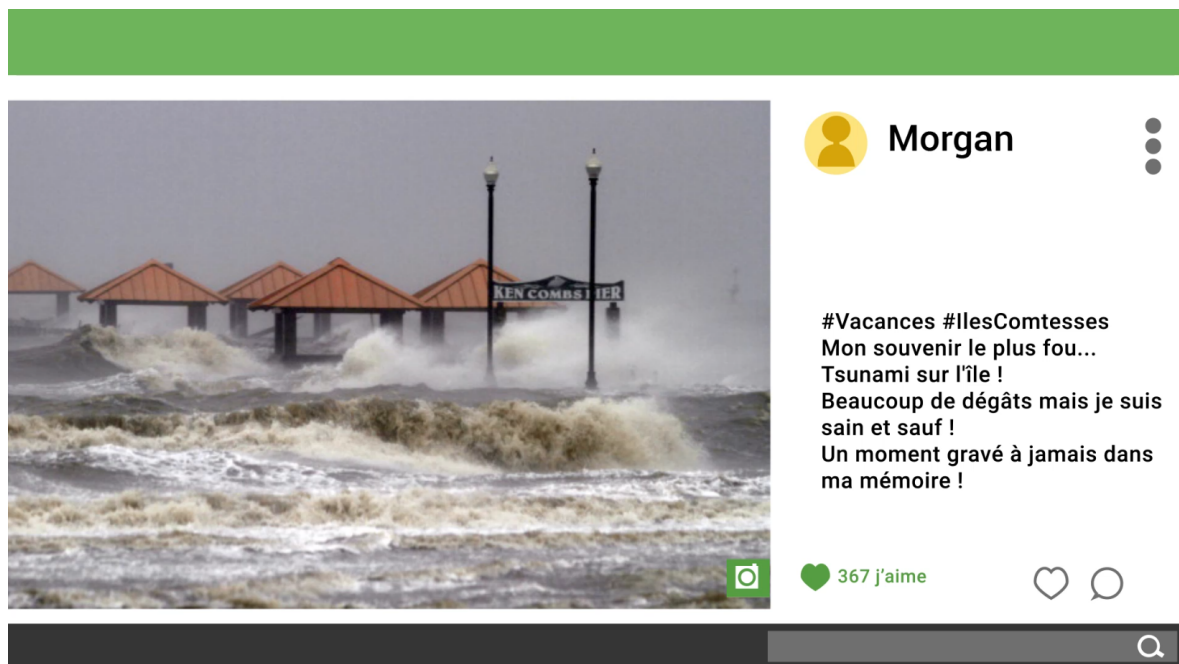 KEN COMBS PIER
Morgan
#Vacances #IlesComtesses
Mon souvenir le plus fou...
Tsunami sur l'île !
Beaucoup de dégâts mais je suis
sain et sauf !
Un moment gravé à jamais dans
ma mémoire !
367 j'aime